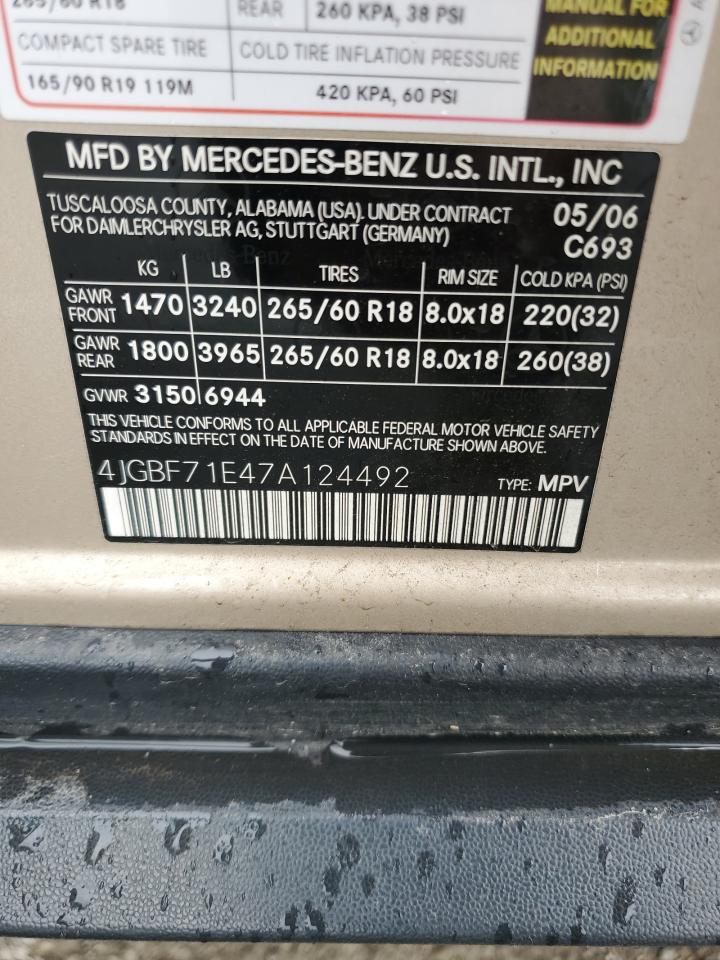 265/60 R18 REAR 260 KPA, 38 PSI
COMPACT SPARE TIRE COLD TIRE INFLATION PRESSURE
165/90 R19 119M 420 KPA, 60 PSI
MANUAL FOR
ADDITIONAL
INFORMATION
MFD BY MERCEDES-BENZ U.S. INTL., INC
TUSCALOOSA COUNTY, ALABAMA (USA). UNDER CONTRACT 05/06
FOR DAIMLERCHRYSLER AG, STUTTGART (GERMANY) C693
KG LB TIRES RIM SIZE COLD KPA (PSI)
GAWR FRONT 1470 3240 265/60 R18 8.0x18 220(32)
GAWR REAR 1800 3965 265/60 R18 8.0x18 260(38)
GVWR 3150 6944
THIS VEHICLE CONFORMS TO ALL APPLICABLE FEDERAL MOTOR VEHICLE SAFETY
STANDARDS IN EFFECT ON THE DATE OF MANUFACTURE SHOWN ABOVE.
4JGBF71E47A124492 TYPE: MPV